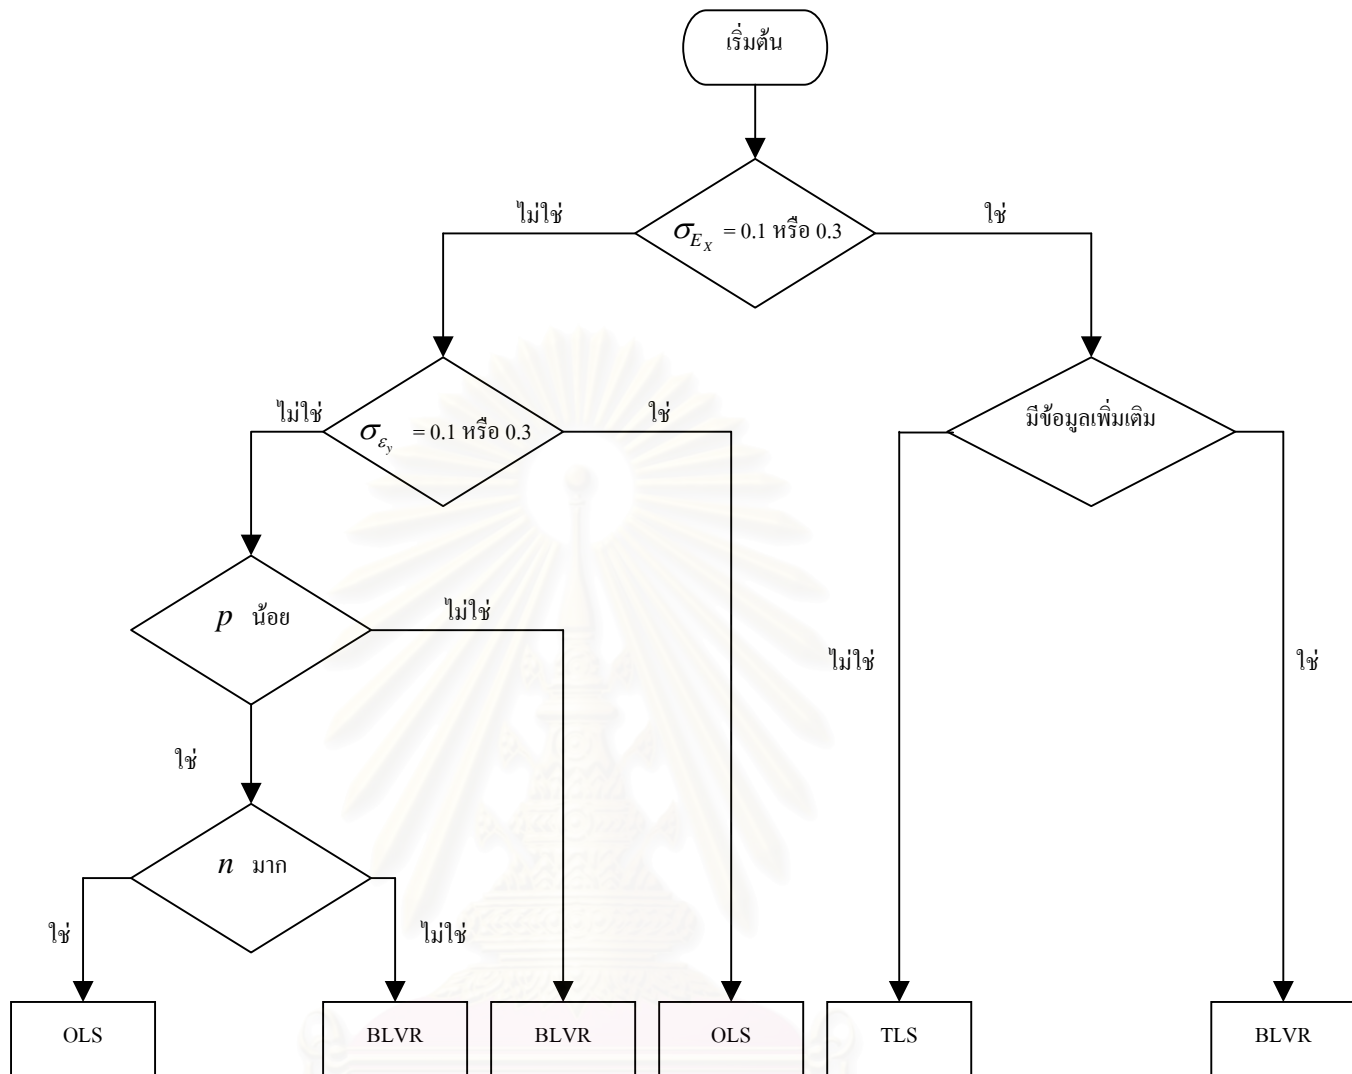 เริ่มต้น
ไม่ใช่
σ_{E_X} = 0.1 หรือ 0.3
ใช่
ไม่ใช่
σ_{ε_y} = 0.1 หรือ 0.3
ใช่
มีข้อมูลเพิ่มเติม
p น้อย
ไม่ใช่
ไม่ใช่
ใช่
ใช่
n มาก
ใช่
ไม่ใช่
OLS
BLVR
BLVR
OLS
TLS
BLVR